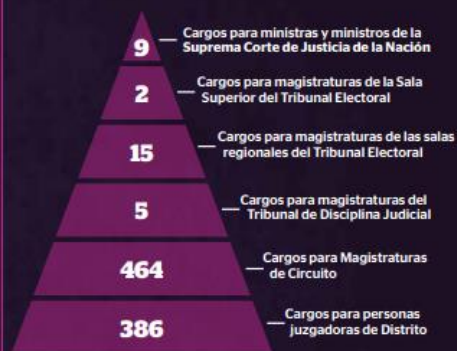 9
Cargos para ministras y ministros de la
Suprema Corte de Justicia de la Nación
2
Cargos para magistraturas de la Sala
Superior del Tribunal Electoral
15
Cargos para magistraturas de las salas
regionales del Tribunal Electoral
5
Cargos para magistraturas del
Tribunal de Disciplina Judicial
464
Cargos para Magistraturas
de Circuito
386
Cargos para personas
juzgadoras de Distrito